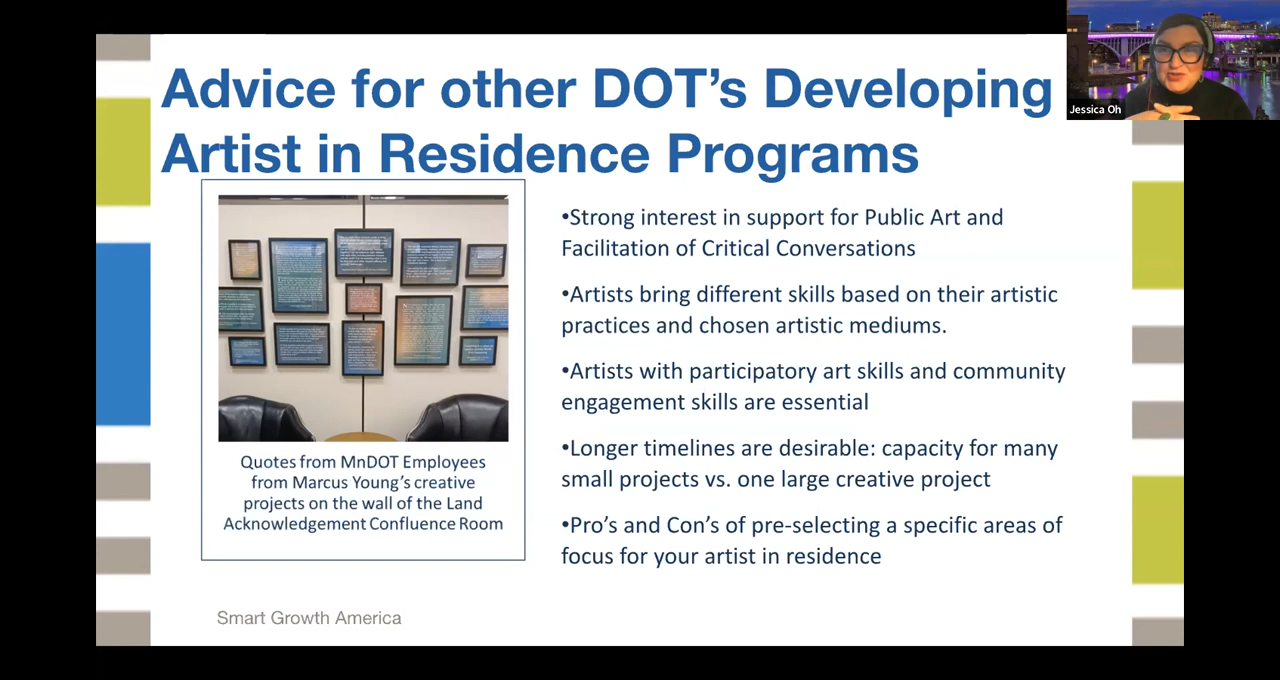 Advice for other DOT’s Developing
Artist in Residence Programs
Jessica Oh
•Strong interest in support for Public Art and
Facilitation of Critical Conversations
•Artists bring different skills based on their artistic
practices and chosen artistic mediums.
•Artists with participatory art skills and community
engagement skills are essential
•Longer timelines are desirable: capacity for many
small projects vs. one large creative project
•Pro’s and Con’s of pre-selecting a specific areas of
focus for your artist in residence
Quotes from MnDOT Employees
from Marcus Young’s creative
projects on the wall of the Land
Acknowledgement Confluence Room
Smart Growth America